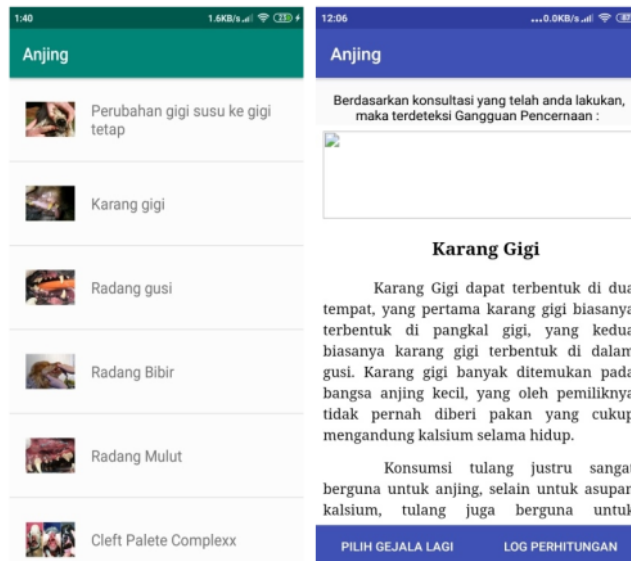 1:40
1.6KB/s
Anjing
Perubahan gigi susu ke gigi
tetap
Karang gigi
Radang gusi
Radang Bibir
Radang Mulut
Cleft Palete Complexx
12:06
...0.0KB/s
Anjing
Berdasarkan konsultasi yang telah anda lakukan,
maka terdeteksi Gangguan Pencernaan :
Karang Gigi
Karang Gigi dapat terbentuk di dua
tempat, yang pertama karang gigi biasanya
terbentuk di pangkal gigi, yang kedua
biasanya karang gigi terbentuk di dalam
gusi. Karang gigi banyak ditemukan pada
bangsa anjing kecil, yang oleh pemiliknya
tidak pernah diberi pakan yang cukup
mengandung kalsium selama hidup.
Konsumsi tulang justru sangat
berguna untuk anjing, selain untuk asupan
kalsium, tulang juga berguna untuk
PILIH GEJALA LAGI
LOG PERHITUNGAN